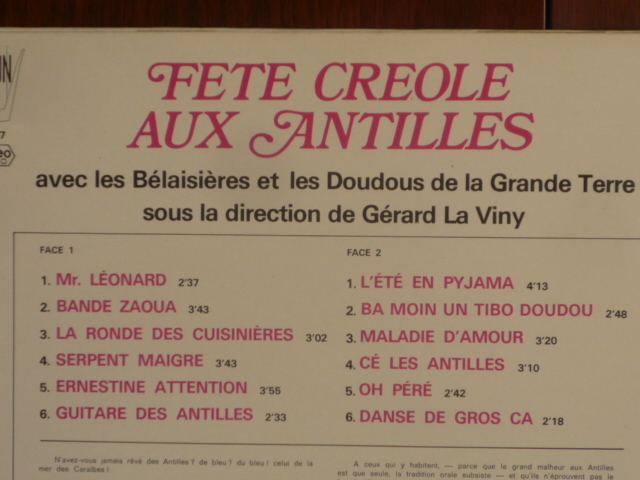 FETE CREOLE
AUX ANTILLES
avec les Bélaisières et les Doudous de la Grande Terre
sous la direction de Gérard La Viny
FACE 1
1. Mr. LÉONARD 2'37
2. BANDE ZAOUA 3'43
3. LA RONDE DES CUISINIÈRES 3'02
4. SERPENT MAIGRE 3'43
5. ERNESTINE ATTENTION 3'55
6. GUITARE DES ANTILLES 2'33
FACE 2
1. L'ÉTÉ EN PYJAMA 4'13
2. BA MOIN UN TIBO DOUDOU 2'48
3. MALADIE D'AMOUR 3'20
4. CÉ LES ANTILLES 3'10
5. OH PÉRÉ 2'42
6. DANSE DE GROS CA 2'18
N'avez-vous jamais rêvé des Antilles ? de bleu ? du bleu ! celui de la
mer des Caraïbes !
A ceux qui y habitent, — parce que le grand malheur aux Antilles
est que seule, la tradition orale subsiste — et qu'ils n'éprouvent pas le